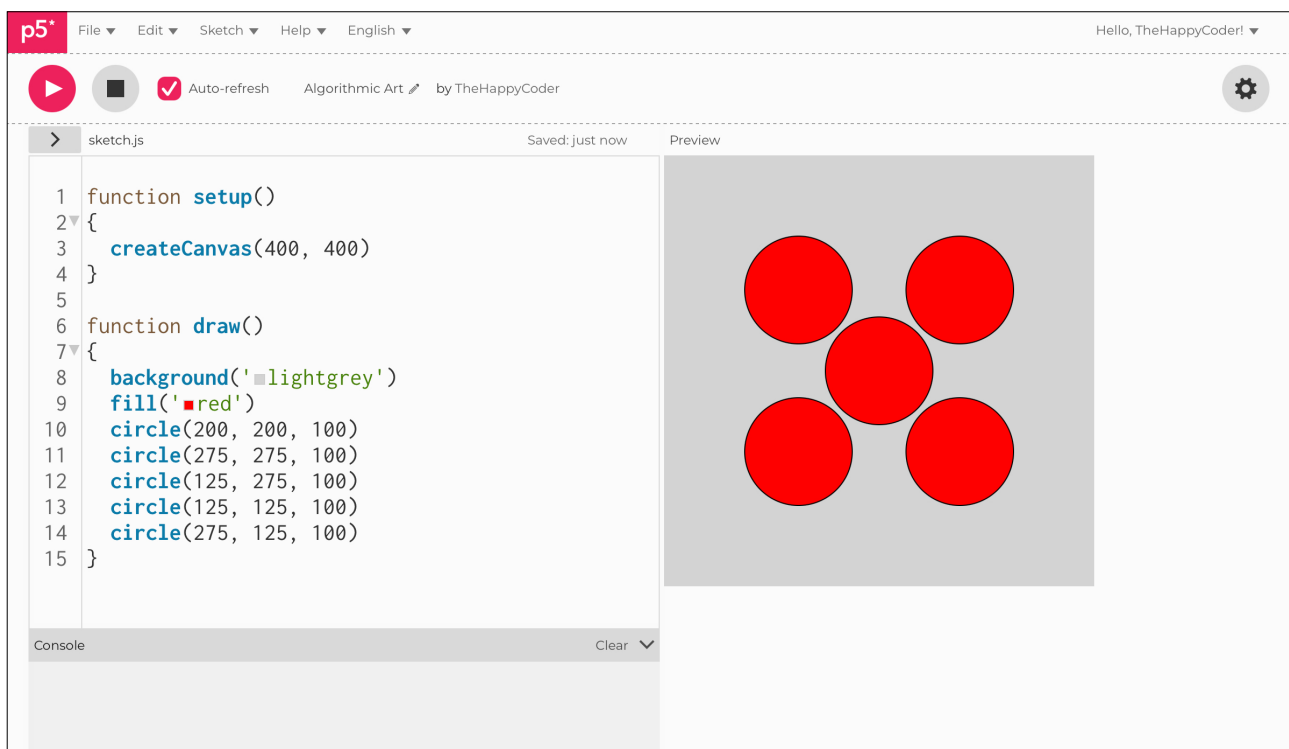 p5* File Edit Sketch Help English Hello, TheHappyCoder!
Auto-refresh Algorithmic Art by TheHappyCoder
sketch.js Saved: just now Preview
1 function setup()
2 {
3 createCanvas(400, 400)
4 }
5
6 function draw()
7 {
8 background('lightgrey')
9 fill('red')
10 circle(200, 200, 100)
11 circle(275, 275, 100)
12 circle(125, 275, 100)
13 circle(125, 125, 100)
14 circle(275, 125, 100)
15 }
Console Clear